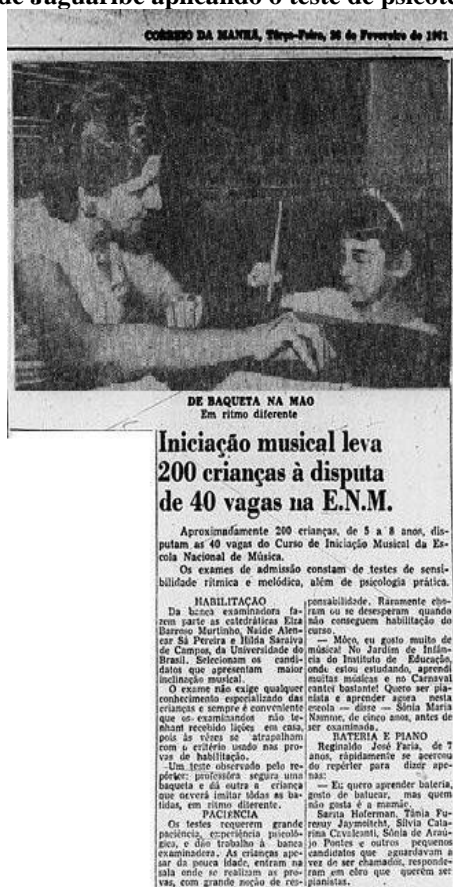 de Jaguaribe aplicando o teste de
CORREIO DA MANHÃ, Têrça-Feira, de Fevereiro de 1961
DE BAQUETA NA MÃO
Em ritmo diferente
Iniciação musical leva
200 crianças à disputa
de 40 vagas na E.N.M.
Aproximadamente 200 crianças, de 5 a 8 anos, dis-
putam as 40 vagas do Curso de Iniciação Musical da Es-
cola Nacional de Música.
Os exames de admissão constam de testes de sensi-
bilidade rítmica e melódica, além de psicologia prática.
HABILITAÇÃO
Da banca examinadora fa-
zem parte as catedráticas Elza
Barroso Murtinho, Naide Alen-
car Sá Pereira e Hilda Saraiva
de Campos, da Universidade do
Brasil. Selecionam os candi-
datos que apresentam maior
inclinação musical.
O exame não exige qualquer
conhecimento especializado das
crianças e sempre é conveniente
que os examinandos não te-
nham recebido lições em casa,
pois às vêzes se atrapalham
com o critério usado nas pro-
vas de habilitação.
Um teste observado pelo re-
pórter: professôra segura uma
baqueta e dá outra à criança
que deverá imitar tôdas as ba-
tidas, em ritmo diferente.
PACIÊNCIA
Os testes requerem grande
paciência, experiência psicoló-
gica, e dão trabalho à banca
examinadora. As crianças ape-
sar da pouca idade, entram na
sala onde se realizam as pro-
vas, com grande noção de res-
ponsabilidade. Raramente cho-
ram ou se desesperam quando
não conseguem habilitação do
curso.
— Môço, eu gosto muito de
música! No Jardim de Infân-
cia do Instituto de Educação,
onde estou estudando, aprendi
muitas músicas e no Carnaval
cantei bastante! Quero ser pia-
nista e aprender agora nesta
escola — disse — Sônia Maria
de cinco anos, antes de
ser examinada.
BATERIA E PIANO
Reginaldo José Faria, de 7
anos, rápidamente se acercou
do repórter para dizer ape-
nas:
— Eu quero aprender bateria,
gosto de batucar, mas quem
não gosta é a mamãe.
Sarita Hoferman, Tânia
Silvia Cata-
rina Cavalcanti, Sônia de Araú-
jo Pontes e outros pequenos
candidatos que aguardavam a
vez de ser chamados, responde-
ram em côro que querem ser
pianistas.